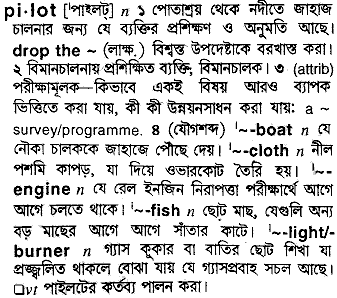 pi·lot [ˈপাইলট্] n ১ পোতাশ্রয় থেকে নদীতে জাহাজ
চালনার জন্য যে ব্যক্তির প্রশিক্ষণ ও অনুমতি আছে।
drop the ~ (লাক্ষ.) বিশ্বস্ত উপদেষ্টাকে বরখাস্ত করা।
২ বিমানচালনায় প্রশিক্ষিত ব্যক্তি, বিমানচালক। ৩ (attrib)
পরীক্ষামূলক—কিভাবে একই বিষয় আরও ব্যাপক
ভিত্তিতে করা যায়, কী কী উন্নয়নসাধন করা যায়: a ~
survey/programme. ৪ (যৌগশব্দ) ˈ~-boat n যে
নৌকা চালককে জাহাজে পৌঁছে দেয়। ˈ~-cloth n নীল
পশমি কাপড়, যা দিয়ে ওভারকোট তৈরি হয়। ˈ~-
engine n যে রেল ইনজিন নিরাপত্তা পরীক্ষার্থে আগে
আগে চলতে থাকে। ˈ~-fish n ছোট মাছ, যেগুলি অন্য
বড় মাছের আগে আগে সাঁতার কাটে। ˈ~-light/-
burner n গ্যাস কূকার বা বাতির ছোট শিখা যা
প্রজ্জ্বলিত থাকলে বোঝা যায় যে গ্যাসপ্রবাহ সচল আছে।
□vt পাইলটের কর্তব্য পালন করা।